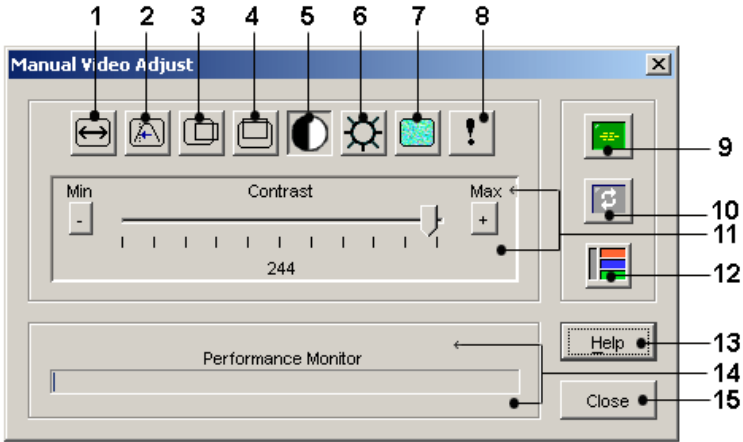 1 2 3 4 5 6 7 8
Manual Video Adjust
Min Contrast Max
- +
244
9
10
11
12
Help 13
Performance Monitor
14
Close 15